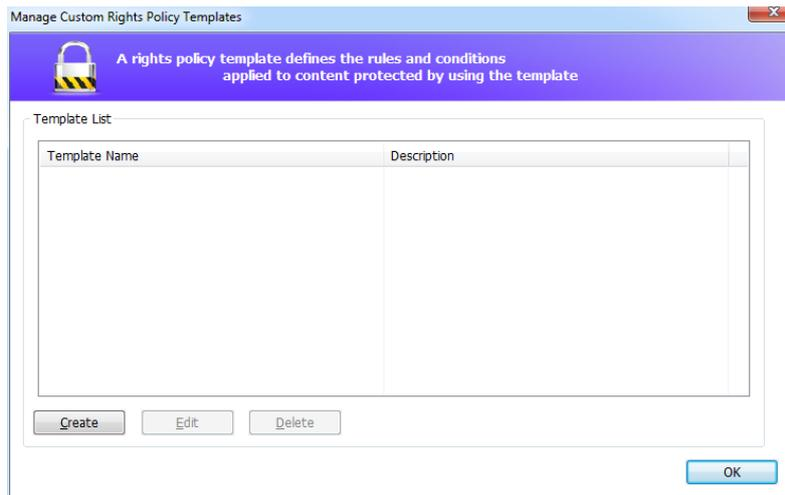 Manage Custom Rights Policy Templates
A rights policy template defines the rules and conditions
applied to content protected by using the template
Template List
Template Name Description
Create Edit Delete
OK